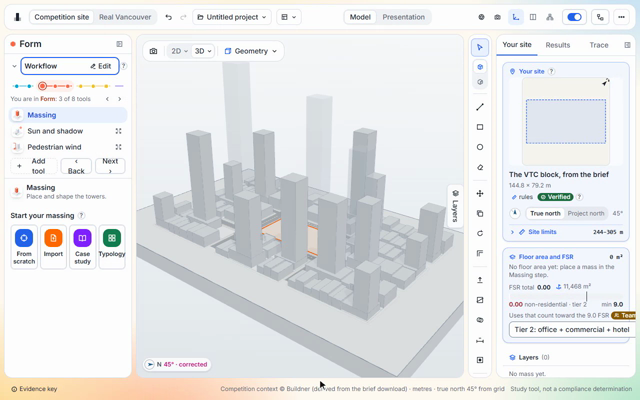 Competition site
Real Vancouver
Untitled project
Model
Presentation
Form
Workflow
Edit
?
You are in Form: 3 of 8 tools
Massing
Sun and shadow
Pedestrian wind
+ Add tool
‹ Back
Next ›
Massing
Place and shape the towers.
Start your massing ?
From scratch
Import
Case study
Typology
2D
3D
Geometry
Layers
N 45° · corrected
Your site
Results
Trace
Your site ?
The VTC block, from the brief
144.8 × 79.2 m
rules
Verified ?
True north
Project north
45°
Site limits
244-305 m
Floor area and FSR
0 m²
No floor area yet: place a mass in the
Massing step.
FSR total 0.00
11,468 m²
0.00 non-residential · tier 2
min 9.0
Uses that count toward the 9.0 FSR
Team
Tier 2: office + commercial + hotel
Layers (0)
No mass yet.
Evidence key
Competition context © Buildner (derived from the brief download) · metres · true north 45° from grid
Study tool, not a compliance determination